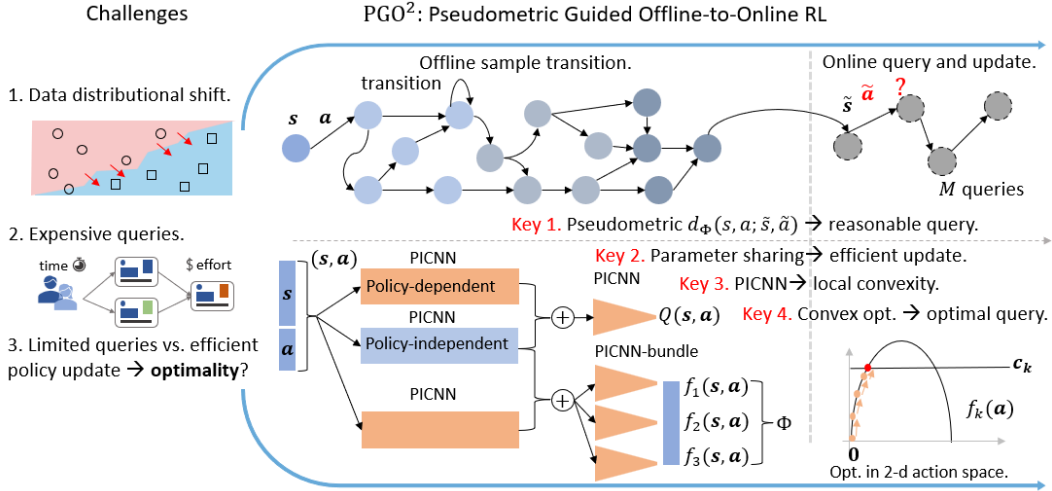 Challenges
PGO²: Pseudometric Guided Offline-to-Online RL
1. Data distributional shift.
Offline sample transition.
transition
s a
Online query and update.
s̃ ã ?
M queries
Key 1. Pseudometric d_Φ(s, a; s̃, ã) → reasonable query.
2. Expensive queries.
time
$ effort
3. Limited queries vs. efficient
policy update → optimality?
Key 2. Parameter sharing→ efficient update.
Key 3. PICNN→ local convexity.
Key 4. Convex opt. → optimal query.
(s, a)
s
a
PICNN
Policy-dependent
PICNN
Policy-independent
PICNN
+
PICNN
Q(s, a)
+
PICNN-bundle
f₁(s, a)
f₂(s, a)
f₃(s, a)
Φ
c_k
f_k(a)
0
Opt. in 2-d action space.